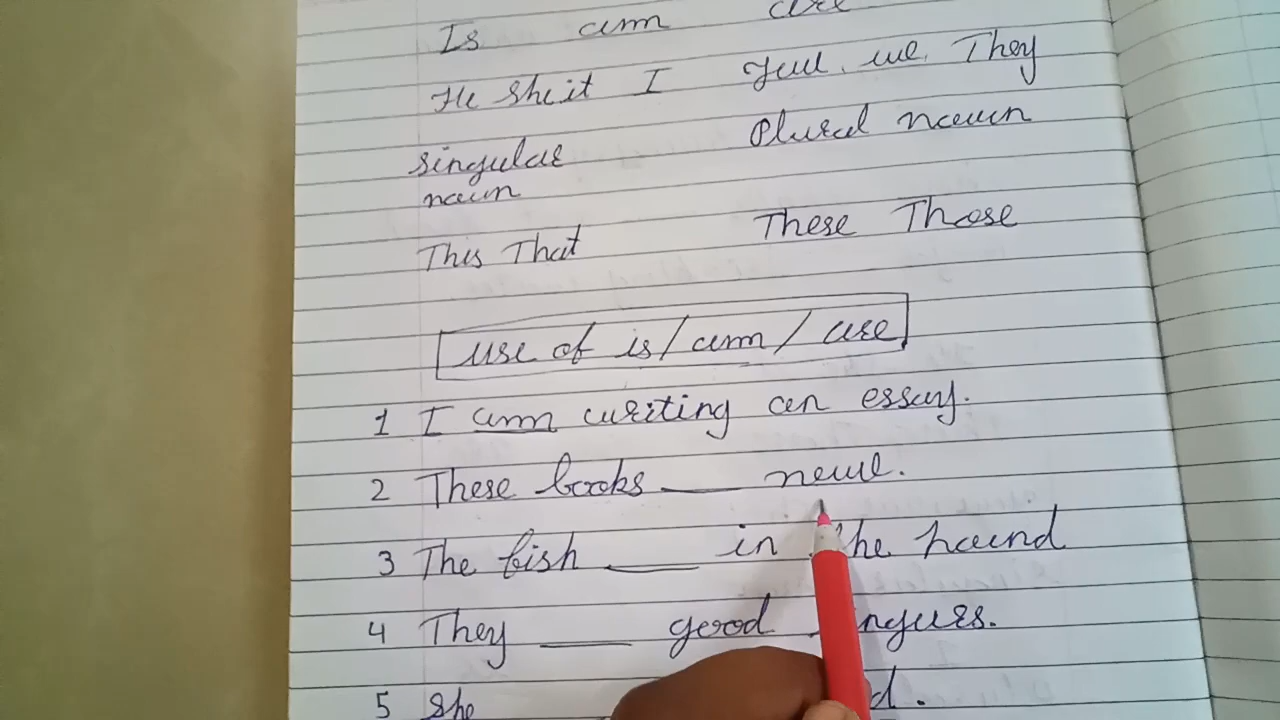 Is am are
He She it I You. we. They
singular noun Plural noun
This That These Those
use of is/am/are
1 I am writing an essay.
2 These books ___ new.
3 The fish ___ in the
4 They ___ good singers.
5 She